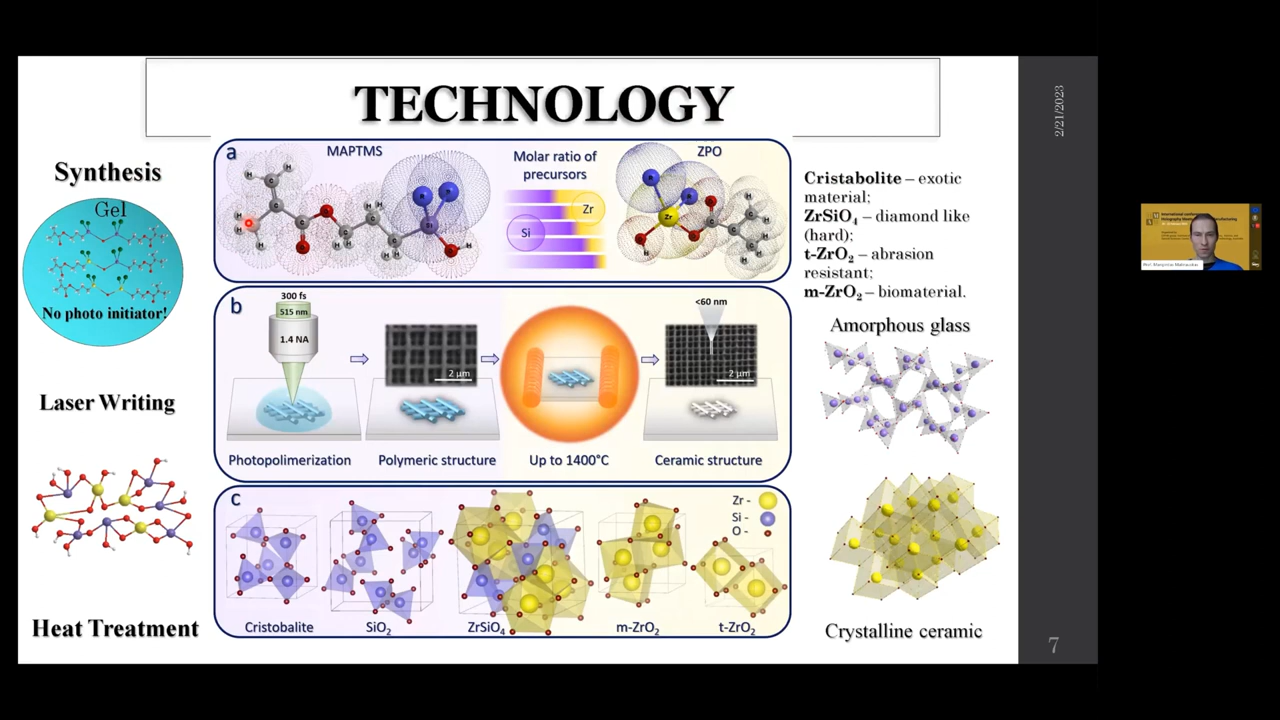 TECHNOLOGY
2/21/2023
Synthesis
Gel
No photo initiator!
Laser Writing
Heat Treatment
a
MAPTMS
Molar ratio of
precursors
Zr
Si
ZPO
b
300 fs
515 nm
1.4 NA
2 µm
<60 nm
2 µm
Photopolimerization
Polymeric structure
Up to 1400°C
Ceramic structure
c
Zr -
Si -
O -
Cristobalite
SiO₂
ZrSiO₄
m-ZrO₂
t-ZrO₂
Cristabolite – exotic
material;
ZrSiO₄ – diamond like
(hard);
t-ZrO₂ – abrasion
resistant;
m-ZrO₂ – biomaterial.
Amorphous glass
Crystalline ceramic
7